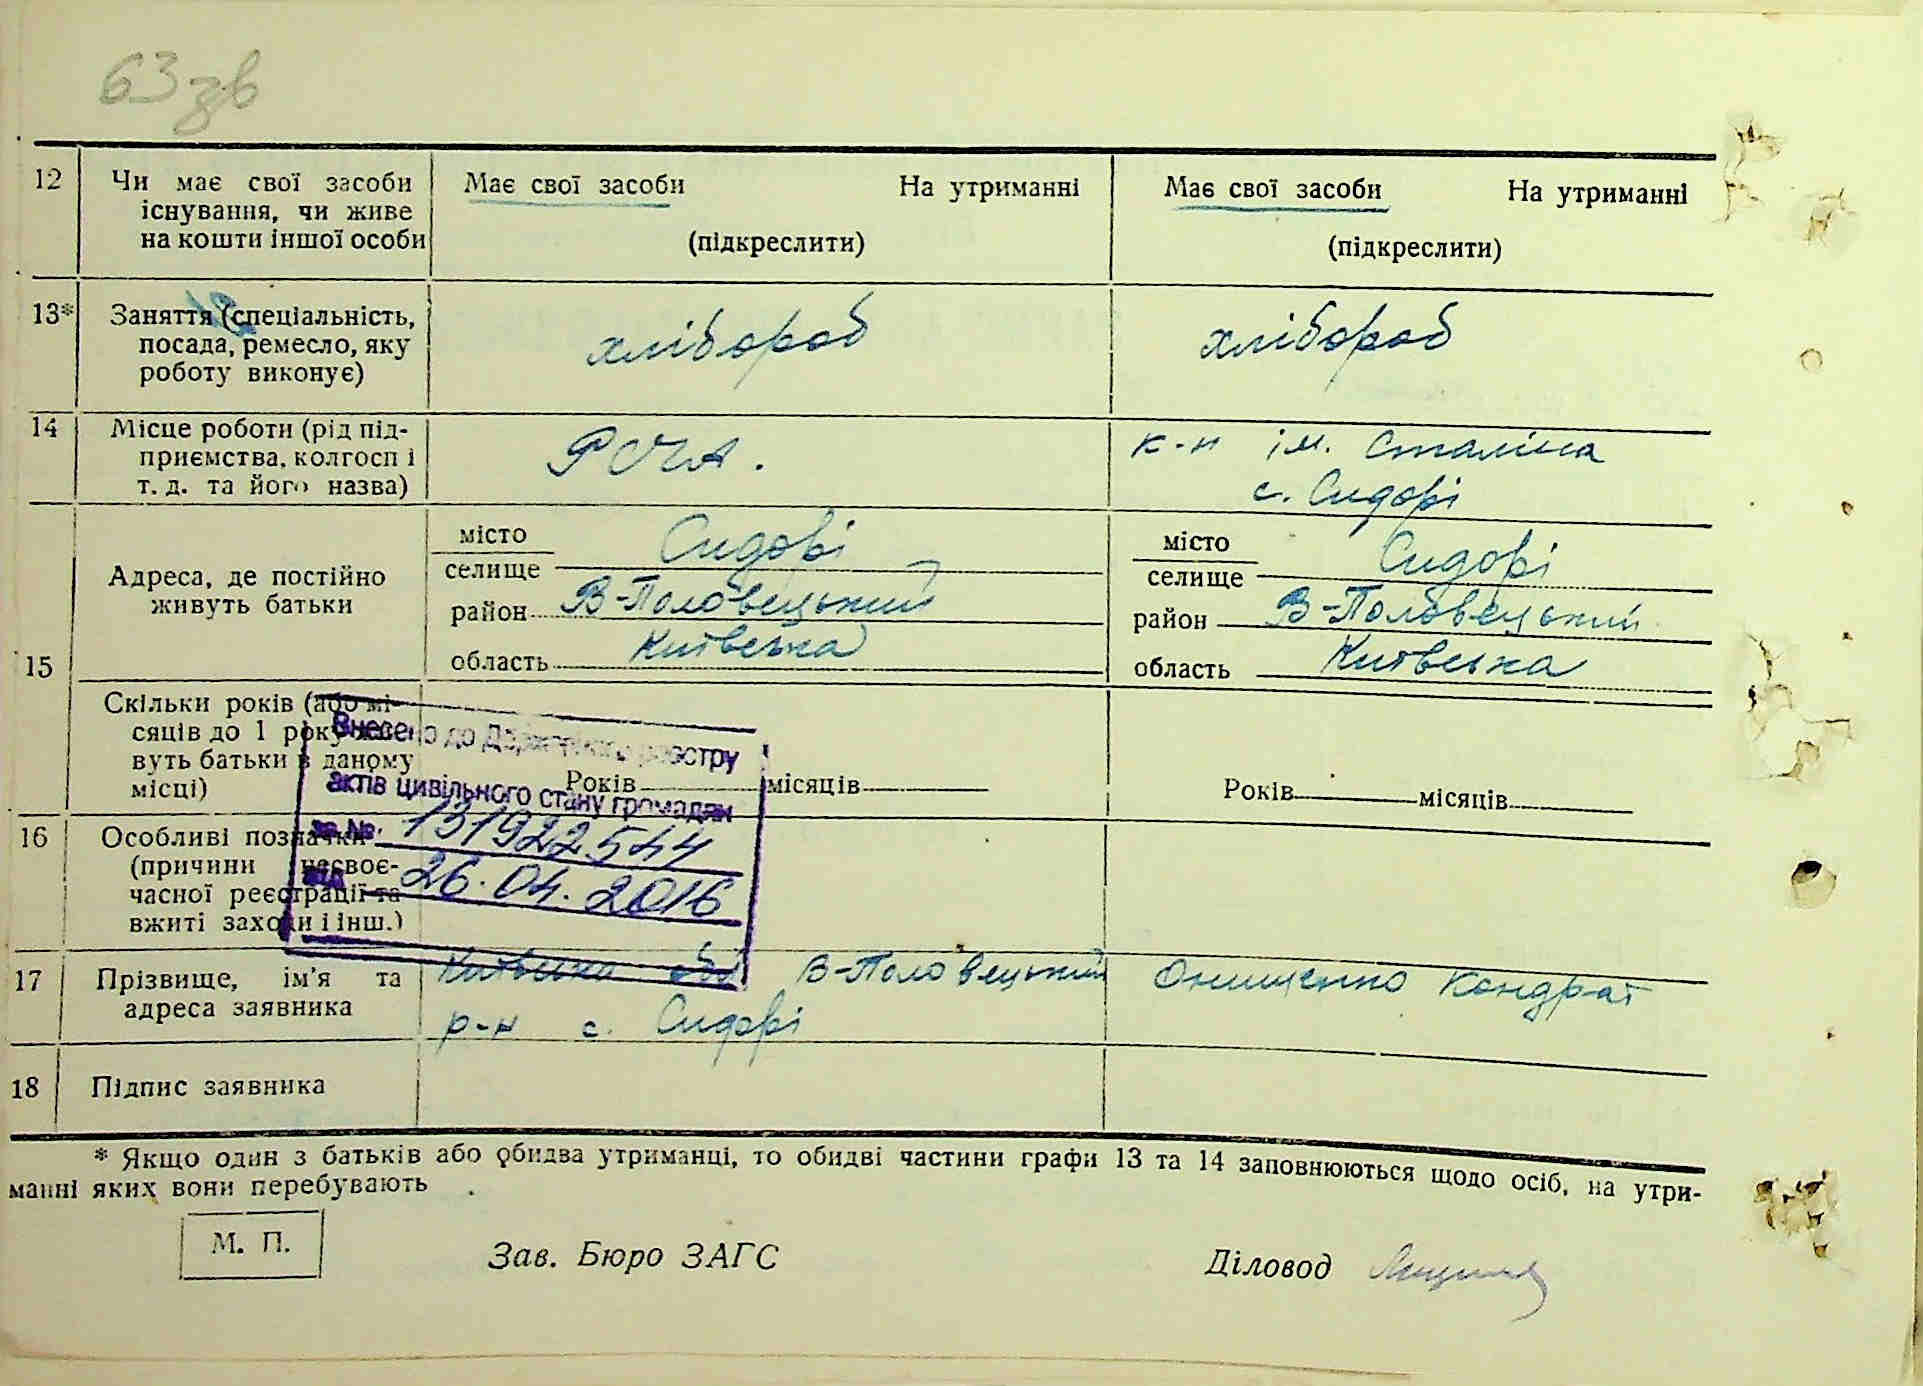 63 зв
12 Чи має свої засоби існування, чи живе на кошти іншої особи
Має свої засоби На утриманні
(підкреслити)
Має свої засоби На утриманні
(підкреслити)
13* Заняття (спеціальність, посада, ремесло, яку роботу виконує)
хлібороб
хлібороб
14 Місце роботи (рід підприємства, колгосп і т. д. та його назва)
РСЧА.
к-п ім. Сталіна
с. Сидорі
15 Адреса, де постійно живуть батьки
місто
селище Сидорі
район В-Половецький
область Київська
місто
селище Сидорі
район В-Половецький
область Київська
Скільки років (або місяців до 1 року живуть батьки в даному місці)
Років місяців
Років місяців
Внесено до Державного реєстру
актів цивільного стану громадян
за № 131922544
від 26.04.2016
16 Особливі позначки (причини несвоєчасної реєстрації та вжиті заходи і інш.)
17 Прізвище, ім'я та адреса заявника
Київська обл В-Половецький
р-н с. Сидорі
Онищенко Кондрат
18 Підпис заявника
* Якщо один з батьків або обидва утриманці, то обидві частини графи 13 та 14 заповнюються щодо осіб, на утри-
манні яких вони перебувають
М. П.
Зав. Бюро ЗАГС
Діловод